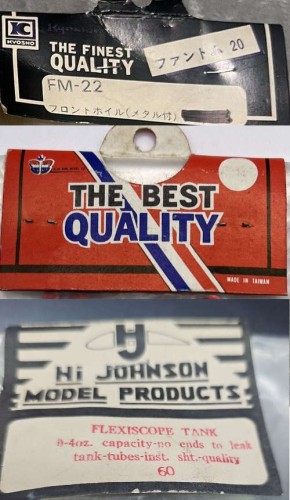 KYOSHO
THE FINEST
QUALITY
ファントム 20
FM-22
フロントホイル(メタル付)
THE BEST
QUALITY
MADE IN TAIWAN
HJ
Hi JOHNSON
MODEL PRODUCTS
FLEXISCOPE TANK
0-4oz. capacity-no ends to leak
tank-tubes-inst. sht.-quality
60